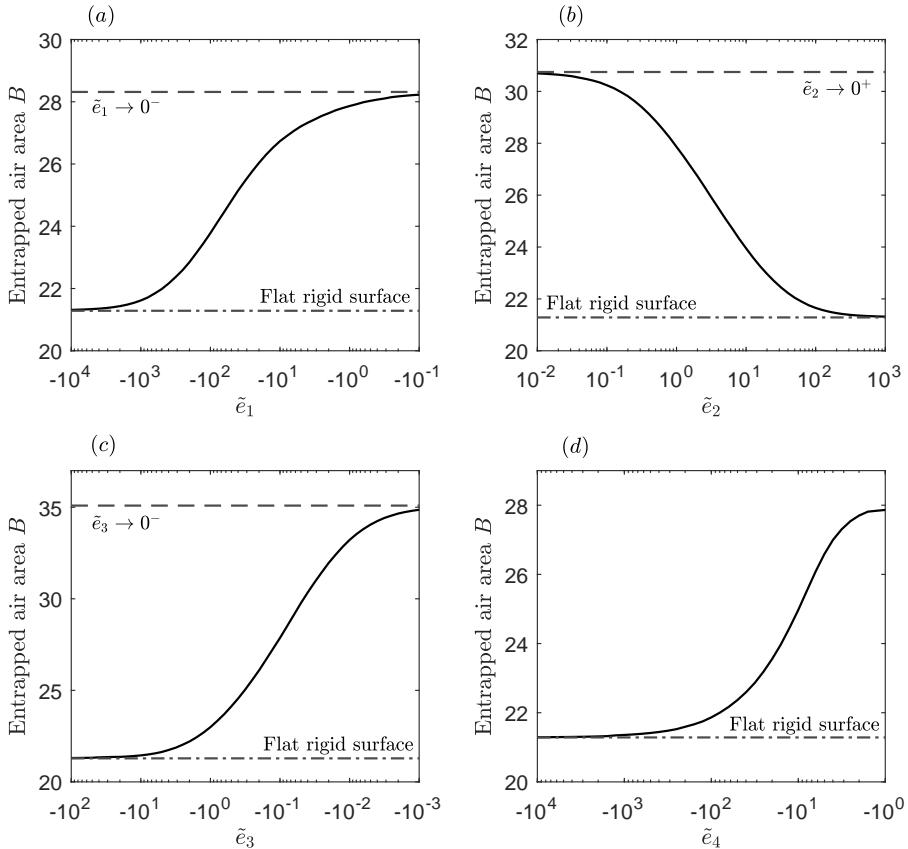 (a)
30
28
26
24
22
20
Entrapped air area B
ẽ₁ → 0⁻
Flat rigid surface
-10⁴ -10³ -10² -10¹ -10⁰ -10⁻¹
ẽ₁
(b)
32
30
28
26
24
22
20
Entrapped air area B
ẽ₂ → 0⁺
Flat rigid surface
10⁻² 10⁻¹ 10⁰ 10¹ 10² 10³
ẽ₂
(c)
35
30
25
20
Entrapped air area B
ẽ₃ → 0⁻
Flat rigid surface
-10² -10¹ -10⁰ -10⁻¹ -10⁻² -10⁻³
ẽ₃
(d)
28
26
24
22
20
Entrapped air area B
Flat rigid surface
-10⁴ -10³ -10² -10¹ -10⁰
ẽ₄